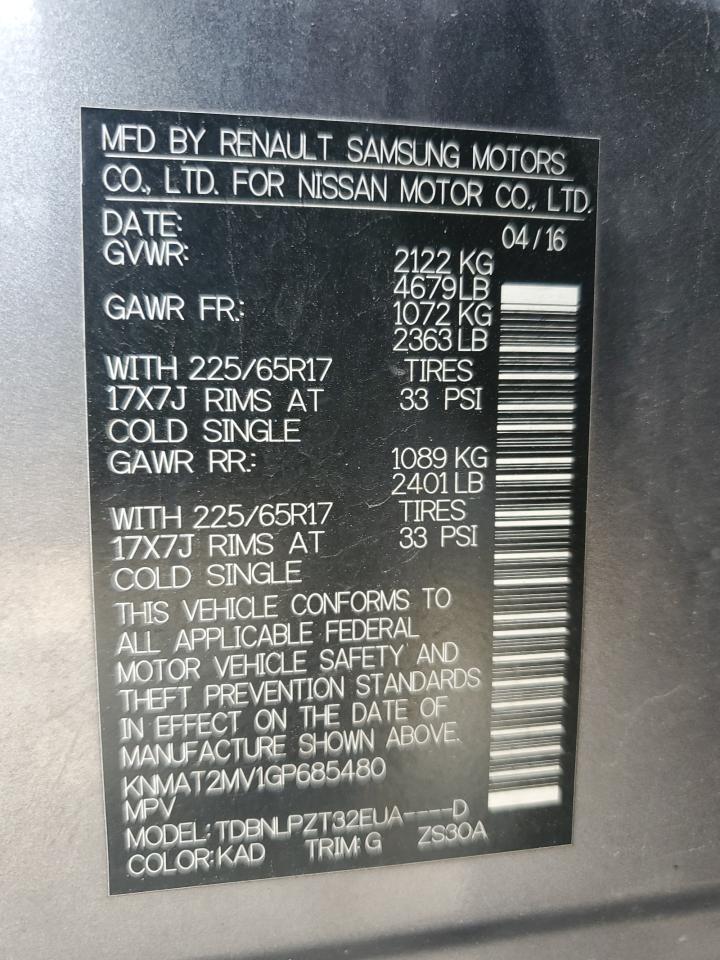 MFD BY RENAULT SAMSUNG MOTORS
CO., LTD. FOR NISSAN MOTOR CO., LTD.
DATE: 04/16
GVWR: 2122 KG
4679 LB
GAWR FR.: 1072 KG
2363 LB
WITH 225/65R17 TIRES
17X7J RIMS AT 33 PSI
COLD SINGLE
GAWR RR.: 1089 KG
2401 LB
WITH 225/65R17 TIRES
17X7J RIMS AT 33 PSI
COLD SINGLE
THIS VEHICLE CONFORMS TO
ALL APPLICABLE FEDERAL
MOTOR VEHICLE SAFETY AND
THEFT PREVENTION STANDARDS
IN EFFECT ON THE DATE OF
MANUFACTURE SHOWN ABOVE.
KNMAT2MV1GP685480
MPV
MODEL: TDBNLPZT32EUA----D
COLOR: KAD TRIM: G ZS30A